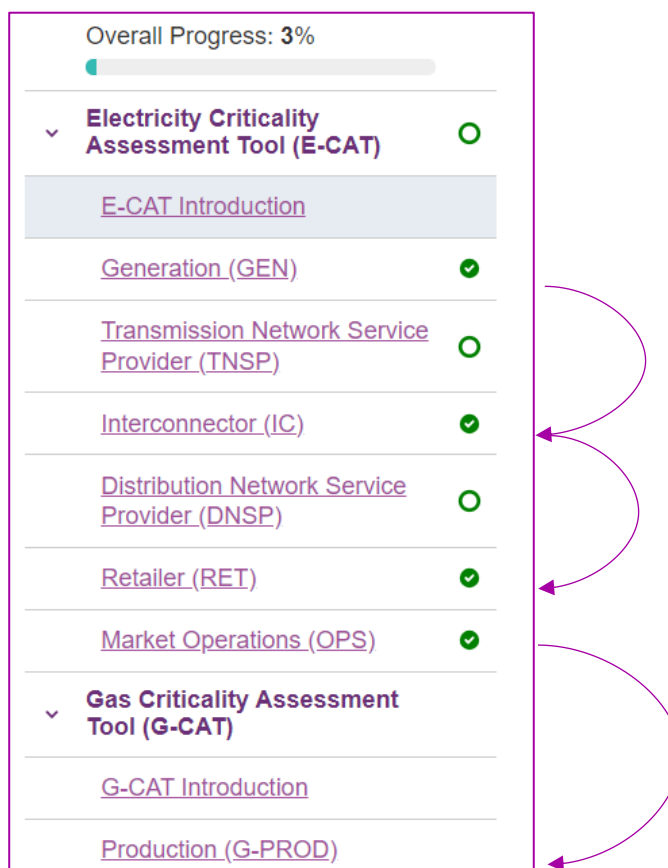 Overall Progress: 3%
Electricity Criticality
Assessment Tool (E-CAT)
E-CAT Introduction
Generation (GEN)
Transmission Network Service
Provider (TNSP)
Interconnector (IC)
Distribution Network Service
Provider (DNSP)
Retailer (RET)
Market Operations (OPS)
Gas Criticality Assessment
Tool (G-CAT)
G-CAT Introduction
Production (G-PROD)